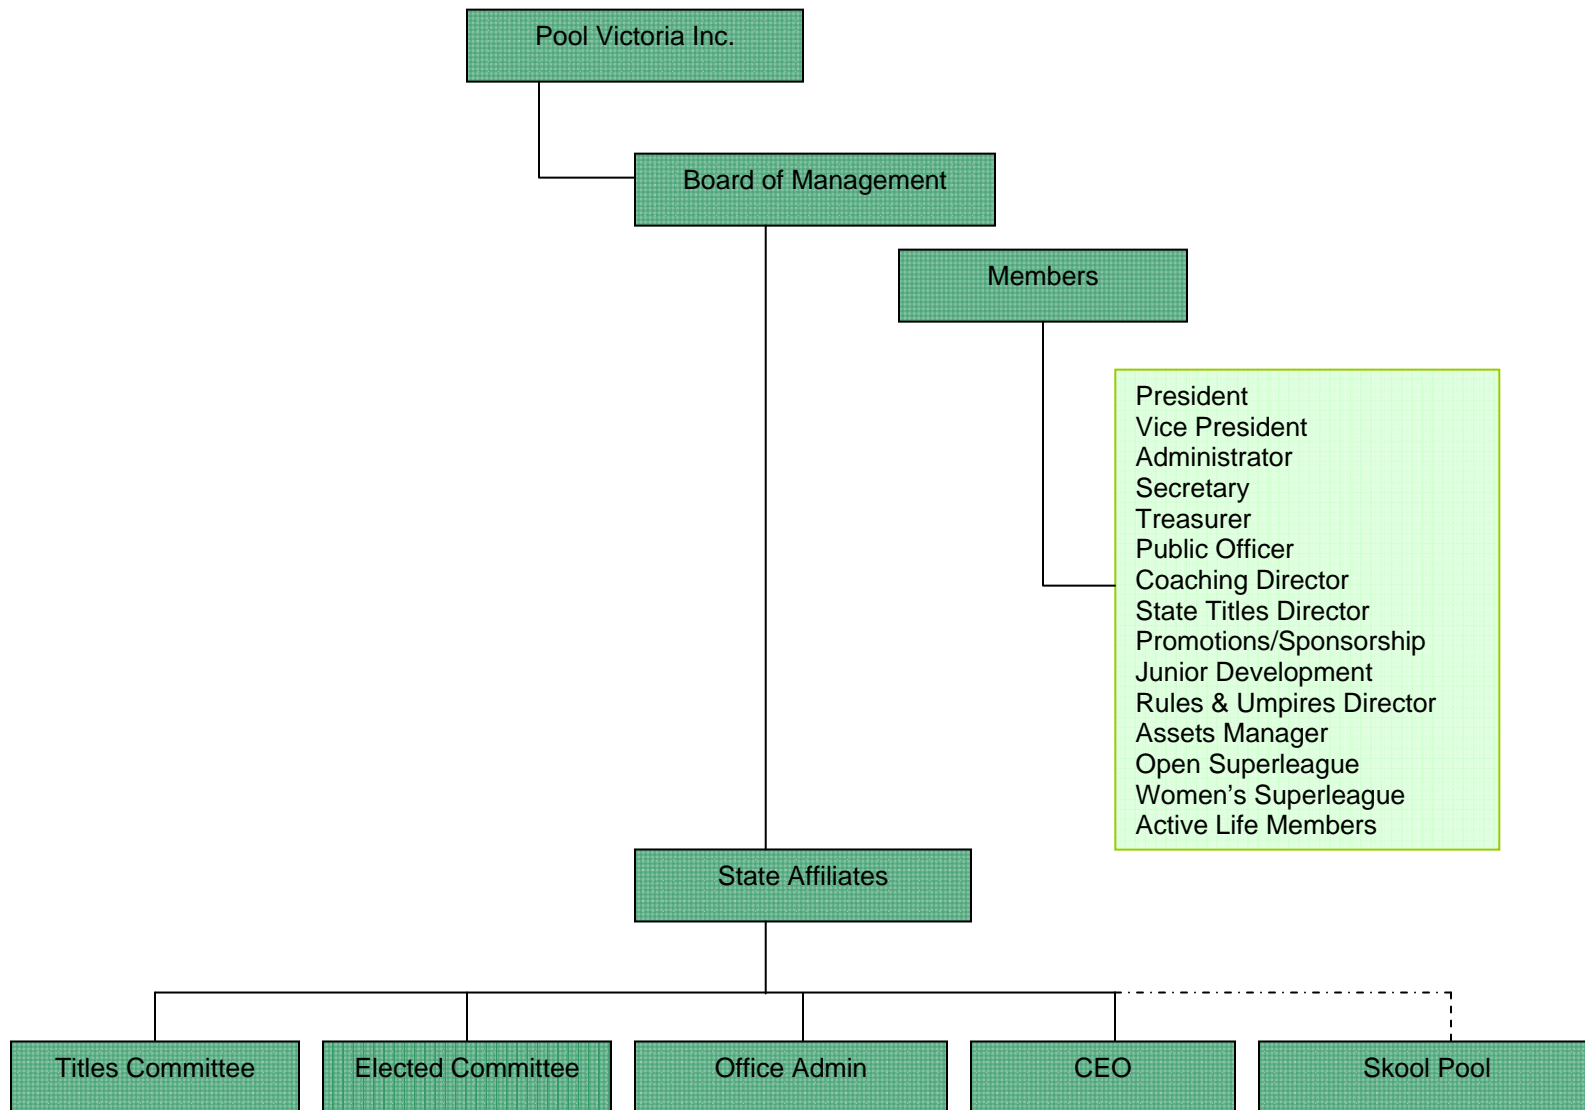 Pool Victoria Inc.
Board of Management
Members
President
Vice President
Administrator
Secretary
Treasurer
Public Officer
Coaching Director
State Titles Director
Promotions/Sponsorship
Junior Development
Rules & Umpires Director
Assets Manager
Open Superleague
Women’s Superleague
Active Life Members
State Affiliates
Titles Committee
Elected Committee
Office Admin
CEO
Skool Pool